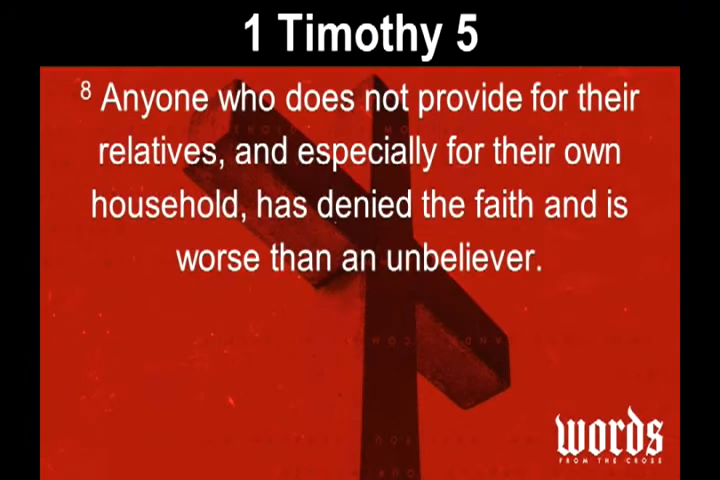 1 Timothy 5
8 Anyone who does not provide for their
relatives, and especially for their own
household, has denied the faith and is
worse than an unbeliever.
words
FROM THE CROSS